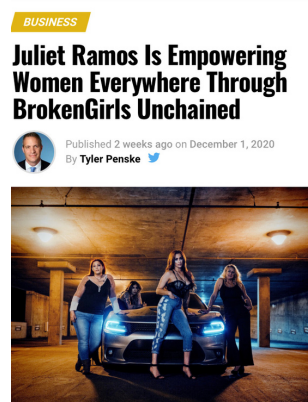 BUSINESS
Juliet Ramos Is Empowering
Women Everywhere Through
BrokenGirls Unchained
Published 2 weeks ago on December 1, 2020
By Tyler Penske